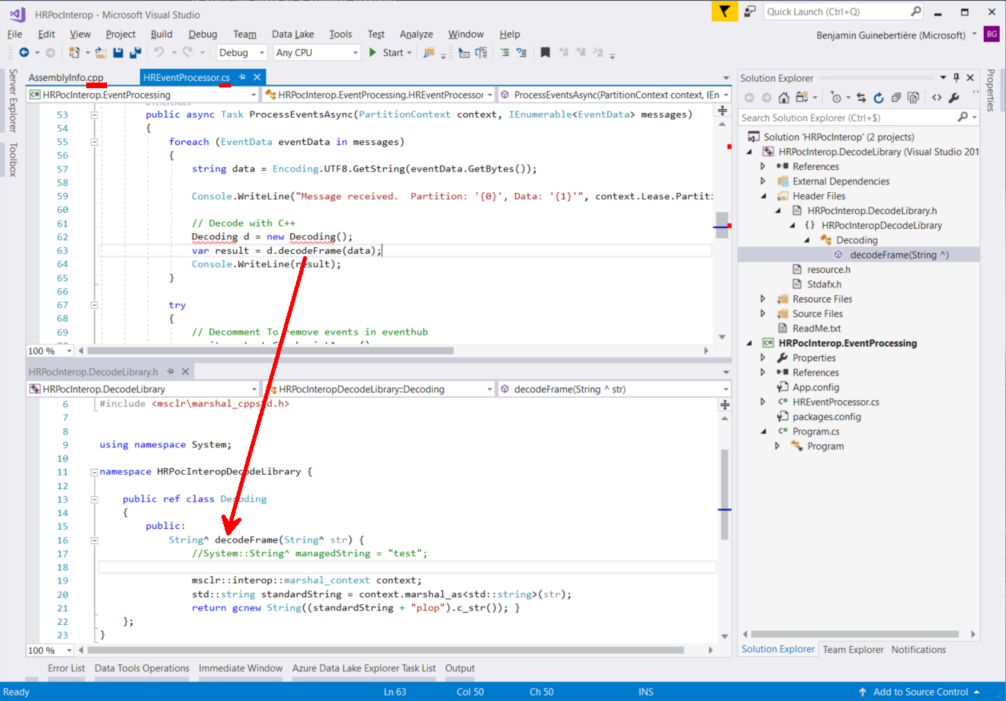 HRPocInterop - Microsoft Visual Studio
Quick Launch (Ctrl+Q)
File Edit View Project Build Debug Team Data Lake Tools Test Analyze Window Help
Benjamin Guinebertière (Microsoft) BG
Debug Any CPU Start
Server Explorer
Toolbox
AssemblyInfo.cpp HREventProcessor.cs
HRPocInterop.EventProcessing HRPocInterop.EventProcessing.HREventProcessor ProcessEventsAsync(PartitionContext context, IEn
53 public async Task ProcessEventsAsync(PartitionContext context, IEnumerable<EventData> messages)
54 {
55 foreach (EventData eventData in messages)
56 {
57 string data = Encoding.UTF8.GetString(eventData.GetBytes());
58
59 Console.WriteLine("Message received.  Partition: '{0}', Data: '{1}'", context.Lease.Partiti
60
61 // Decode with C++
62 Decoding d = new Decoding();
63 var result = d.decodeFrame(data);
64 Console.WriteLine(result);
65 }
66
67 try
68 {
69 // Decomment To remove events in eventhub
100 %
HRPocInterop.DecodeLibrary.h
HRPocInterop.DecodeLibrary HRPocInteropDecodeLibrary::Decoding decodeFrame(String ^ str)
6 #include <msclr\marshal_cppstd.h>
7
8
9 using namespace System;
10
11 namespace HRPocInteropDecodeLibrary {
12
13 public ref class Decoding
14 {
15 public:
16 String^ decodeFrame(String^ str) {
17 //System::String^ managedString = "test";
18
19 msclr::interop::marshal_context context;
20 std::string standardString = context.marshal_as<std::string>(str);
21 return gcnew String((standardString + "plop").c_str()); }
22 };
23 }
100 %
Error List Data Tools Operations Immediate Window Azure Data Lake Explorer Task List Output
Solution Explorer
Search Solution Explorer (Ctrl+$)
Solution 'HRPocInterop' (2 projects)
HRPocInterop.DecodeLibrary (Visual Studio 201
References
External Dependencies
Header Files
HRPocInterop.DecodeLibrary.h
{ } HRPocInteropDecodeLibrary
Decoding
decodeFrame(String ^)
resource.h
Stdafx.h
Resource Files
Source Files
ReadMe.txt
HRPocInterop.EventProcessing
Properties
References
App.config
HREventProcessor.cs
packages.config
Program.cs
Program
Solution Explorer Team Explorer Notifications
Properties
Ready Ln 63 Col 50 Ch 50 INS Add to Source Control